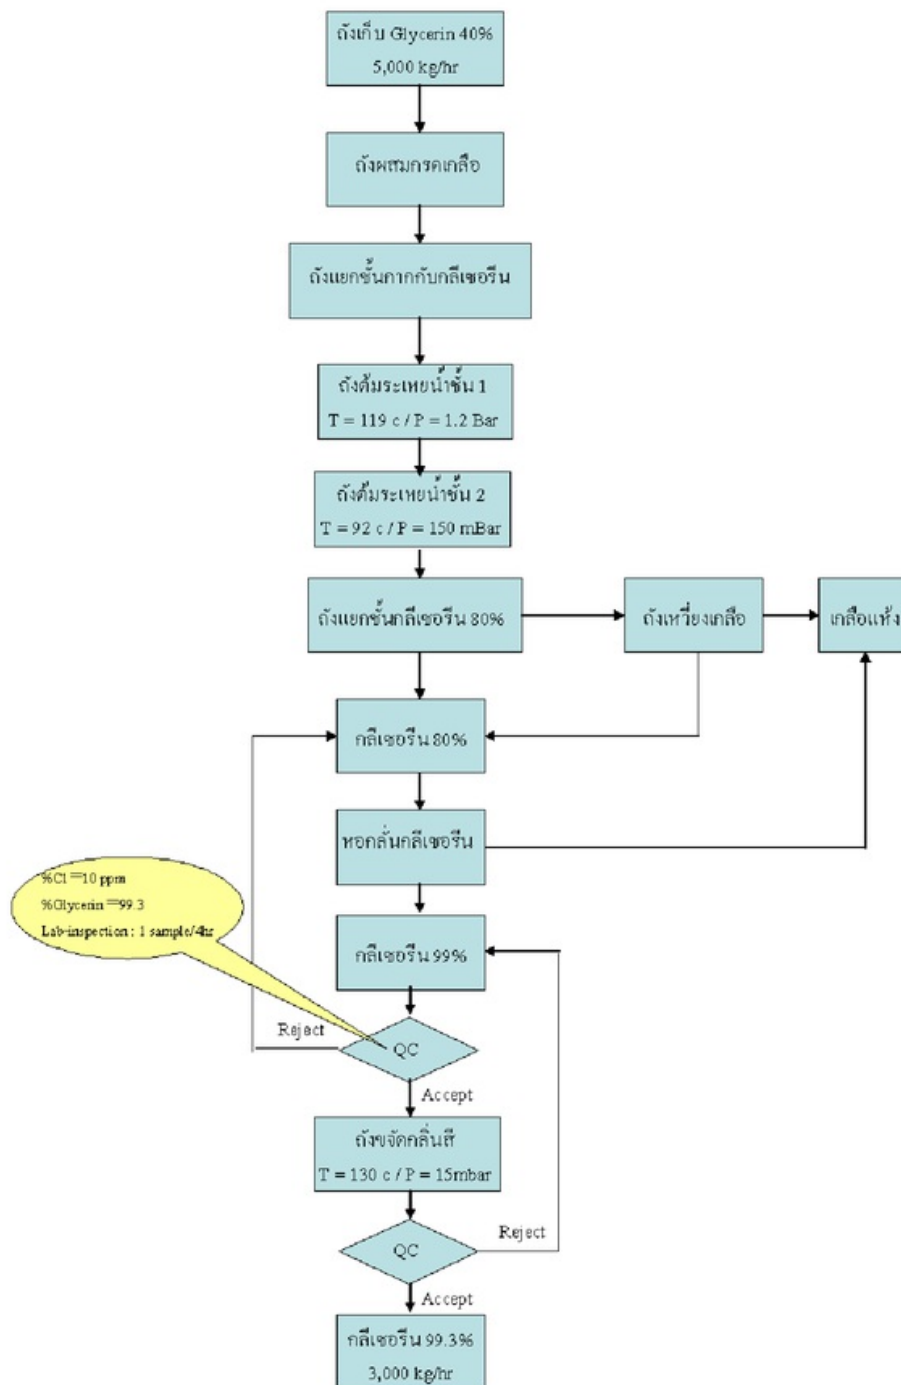 ถังเก็บ Glycerin 40%
5,000 kg/hr
ถังผสมกรดเกลือ
ถังแยกชั้นกากกับกลีเซอรีน
ถังต้มระเหยน้ำชั้น 1
T = 119 c / P = 1.2 Bar
ถังต้มระเหยน้ำชั้น 2
T = 92 c / P = 150 mBar
ถังแยกชั้นกลีเซอรีน 80%
ถังเหวี่ยงเกลือ
เกลือแห้ง
กลีเซอรีน 80%
หอกลั่นกลีเซอรีน
%Cl =10 ppm
%Glycerin =99.3
Lab-inspection : 1 sample/4hr
กลีเซอรีน 99%
Reject
QC
Accept
ถังขจัดกลิ่นสี
T = 130 c / P = 15mbar
QC
Reject
Accept
กลีเซอรีน 99.3%
3,000 kg/hr